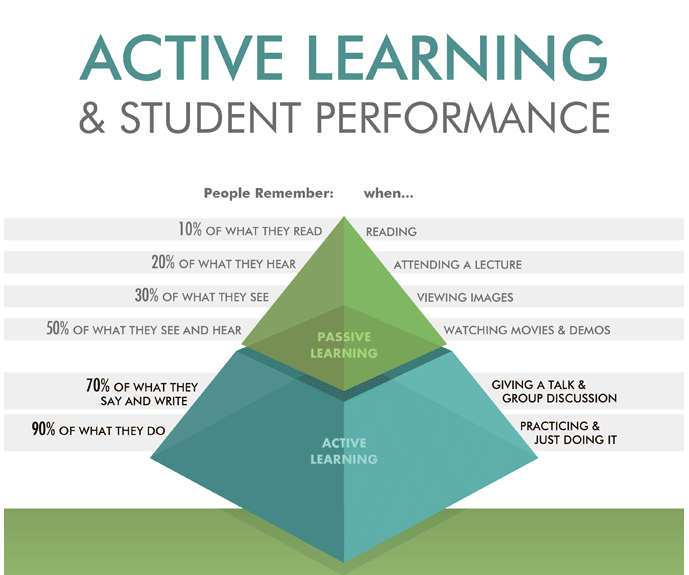 ACTIVE LEARNING
& STUDENT PERFORMANCE
People Remember: when...
10% OF WHAT THEY READ READING
20% OF WHAT THEY HEAR ATTENDING A LECTURE
30% OF WHAT THEY SEE VIEWING IMAGES
50% OF WHAT THEY SEE AND HEAR WATCHING MOVIES & DEMOS
PASSIVE
LEARNING
70% OF WHAT THEY
SAY AND WRITE
GIVING A TALK &
GROUP DISCUSSION
90% OF WHAT THEY DO
PRACTICING &
JUST DOING IT
ACTIVE
LEARNING